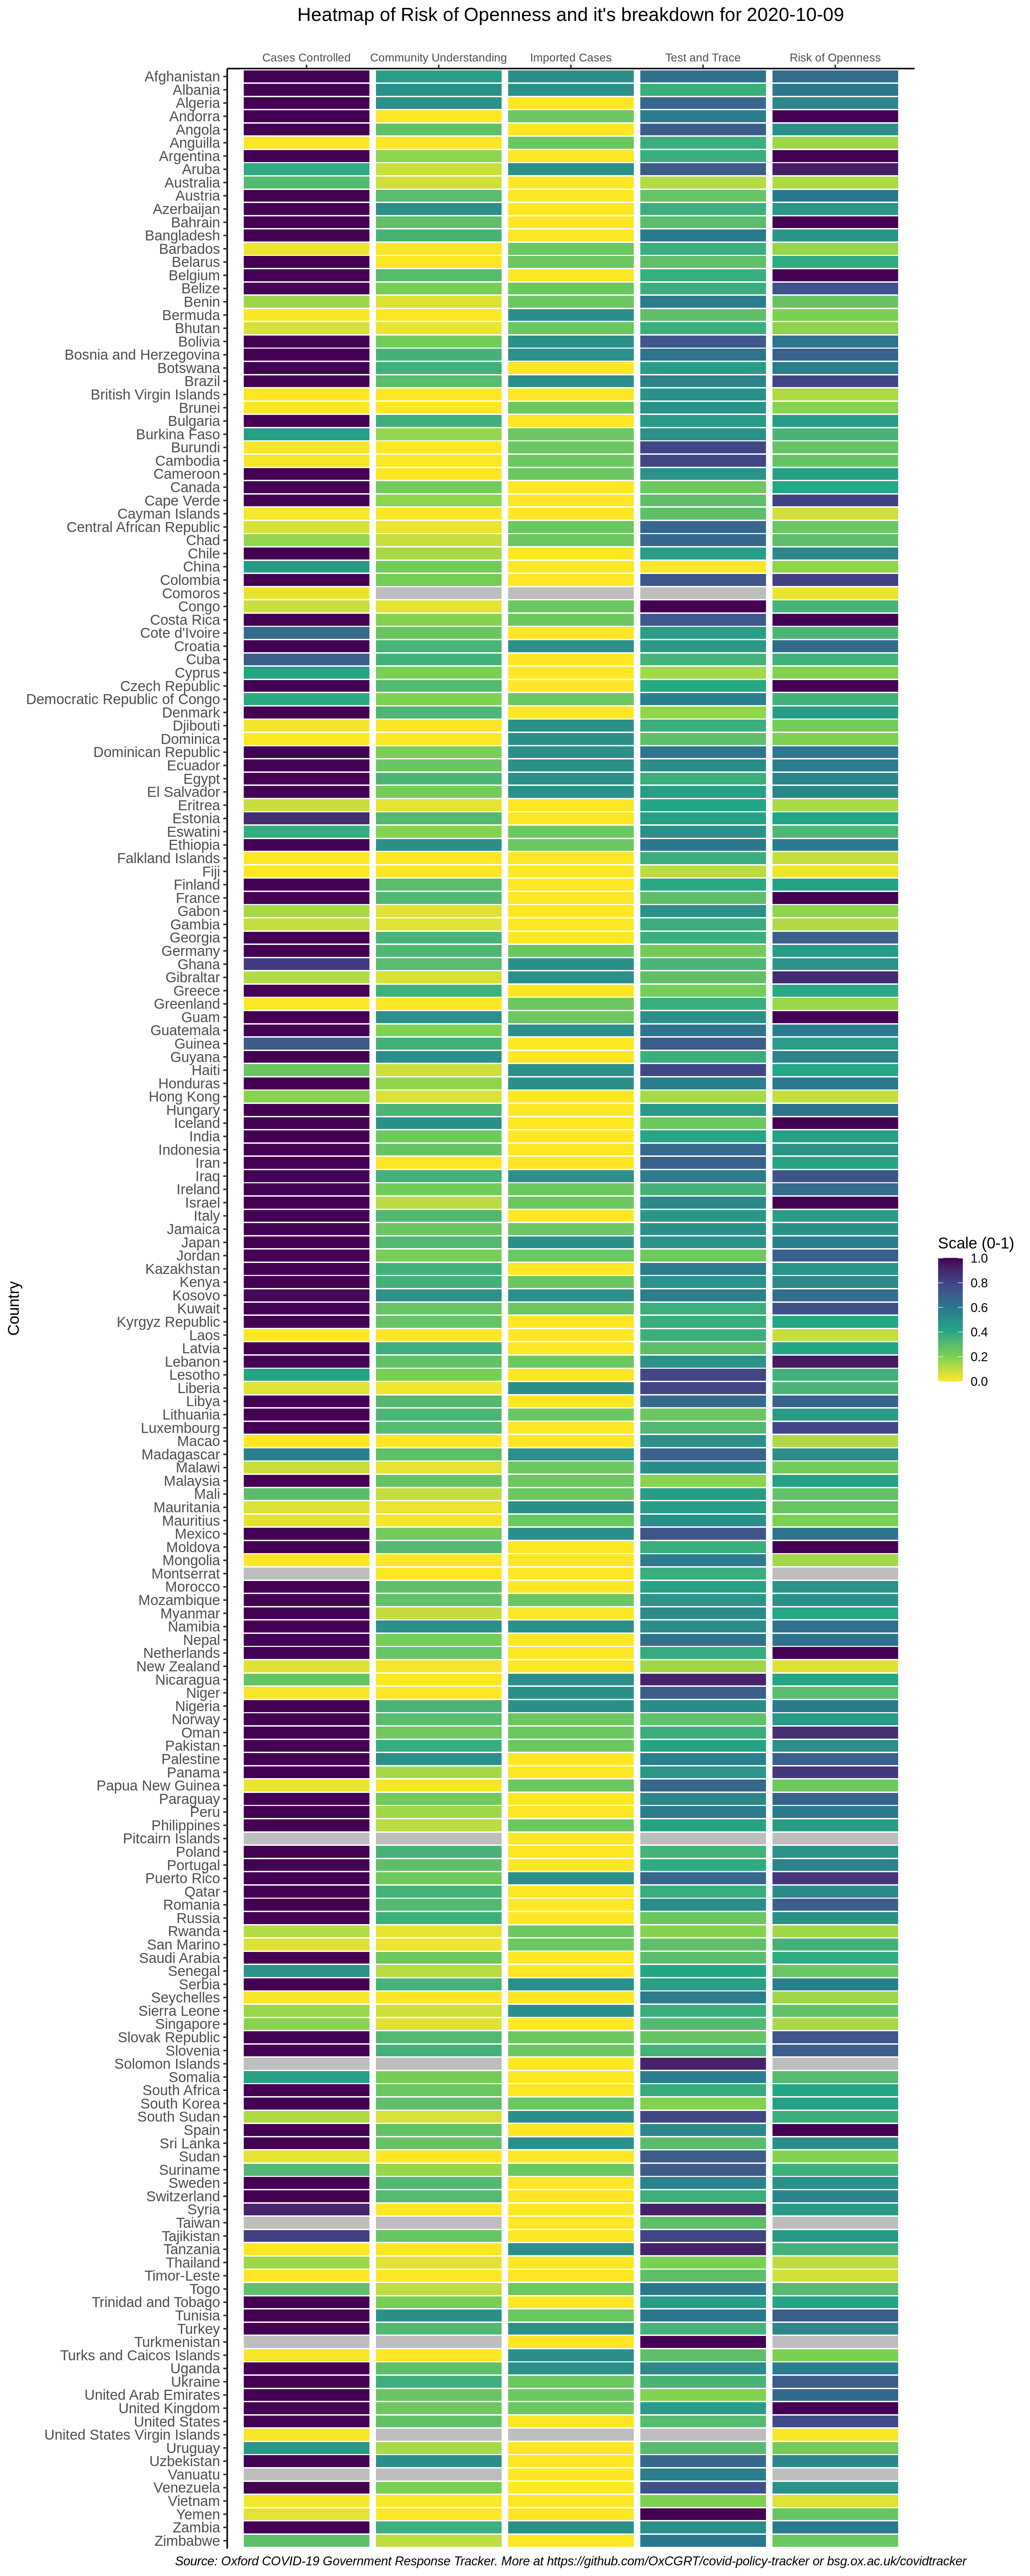 Heatmap of Risk of Openness and it's breakdown for 2020-10-09
Cases Controlled Community Understanding Imported Cases Test and Trace Risk of Openness
Afghanistan
Albania
Algeria
Andorra
Angola
Anguilla
Argentina
Aruba
Australia
Austria
Azerbaijan
Bahrain
Bangladesh
Barbados
Belarus
Belgium
Belize
Benin
Bermuda
Bhutan
Bolivia
Bosnia and Herzegovina
Botswana
Brazil
British Virgin Islands
Brunei
Bulgaria
Burkina Faso
Burundi
Cambodia
Cameroon
Canada
Cape Verde
Cayman Islands
Central African Republic
Chad
Chile
China
Colombia
Comoros
Congo
Costa Rica
Cote d'Ivoire
Croatia
Cuba
Cyprus
Czech Republic
Democratic Republic of Congo
Denmark
Djibouti
Dominica
Dominican Republic
Ecuador
Egypt
El Salvador
Eritrea
Estonia
Eswatini
Ethiopia
Falkland Islands
Fiji
Finland
France
Gabon
Gambia
Georgia
Germany
Ghana
Gibraltar
Greece
Greenland
Guam
Guatemala
Guinea
Guyana
Haiti
Honduras
Hong Kong
Hungary
Iceland
India
Indonesia
Iran
Iraq
Ireland
Israel
Italy
Jamaica
Japan
Jordan
Kazakhstan
Kenya
Kosovo
Kuwait
Kyrgyz Republic
Laos
Latvia
Lebanon
Lesotho
Liberia
Libya
Lithuania
Luxembourg
Macao
Madagascar
Malawi
Malaysia
Mali
Mauritania
Mauritius
Mexico
Moldova
Mongolia
Montserrat
Morocco
Mozambique
Myanmar
Namibia
Nepal
Netherlands
New Zealand
Nicaragua
Niger
Nigeria
Norway
Oman
Pakistan
Palestine
Panama
Papua New Guinea
Paraguay
Peru
Philippines
Pitcairn Islands
Poland
Portugal
Puerto Rico
Qatar
Romania
Russia
Rwanda
San Marino
Saudi Arabia
Senegal
Serbia
Seychelles
Sierra Leone
Singapore
Slovak Republic
Slovenia
Solomon Islands
Somalia
South Africa
South Korea
South Sudan
Spain
Sri Lanka
Sudan
Suriname
Sweden
Switzerland
Syria
Taiwan
Tajikistan
Tanzania
Thailand
Timor-Leste
Togo
Trinidad and Tobago
Tunisia
Turkey
Turkmenistan
Turks and Caicos Islands
Uganda
Ukraine
United Arab Emirates
United Kingdom
United States
United States Virgin Islands
Uruguay
Uzbekistan
Vanuatu
Venezuela
Vietnam
Yemen
Zambia
Zimbabwe
Country
Scale (0-1)
1.0
0.8
0.6
0.4
0.2
0.0
Source: Oxford COVID-19 Government Response Tracker. More at https://github.com/OxCGRT/covid-policy-tracker or bsg.ox.ac.uk/covidtracker